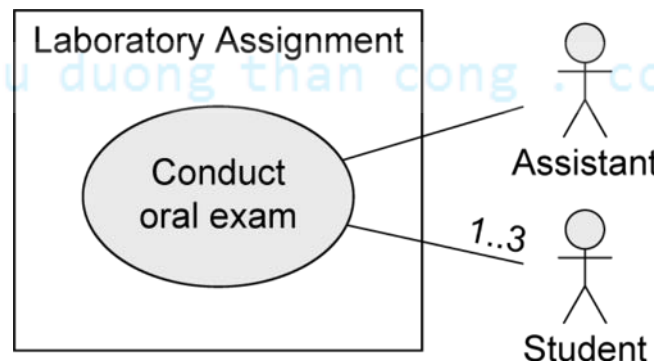 Laboratory Assignment
u duong than cong . co
Conduct
oral exam
Assistant
1..3
Student